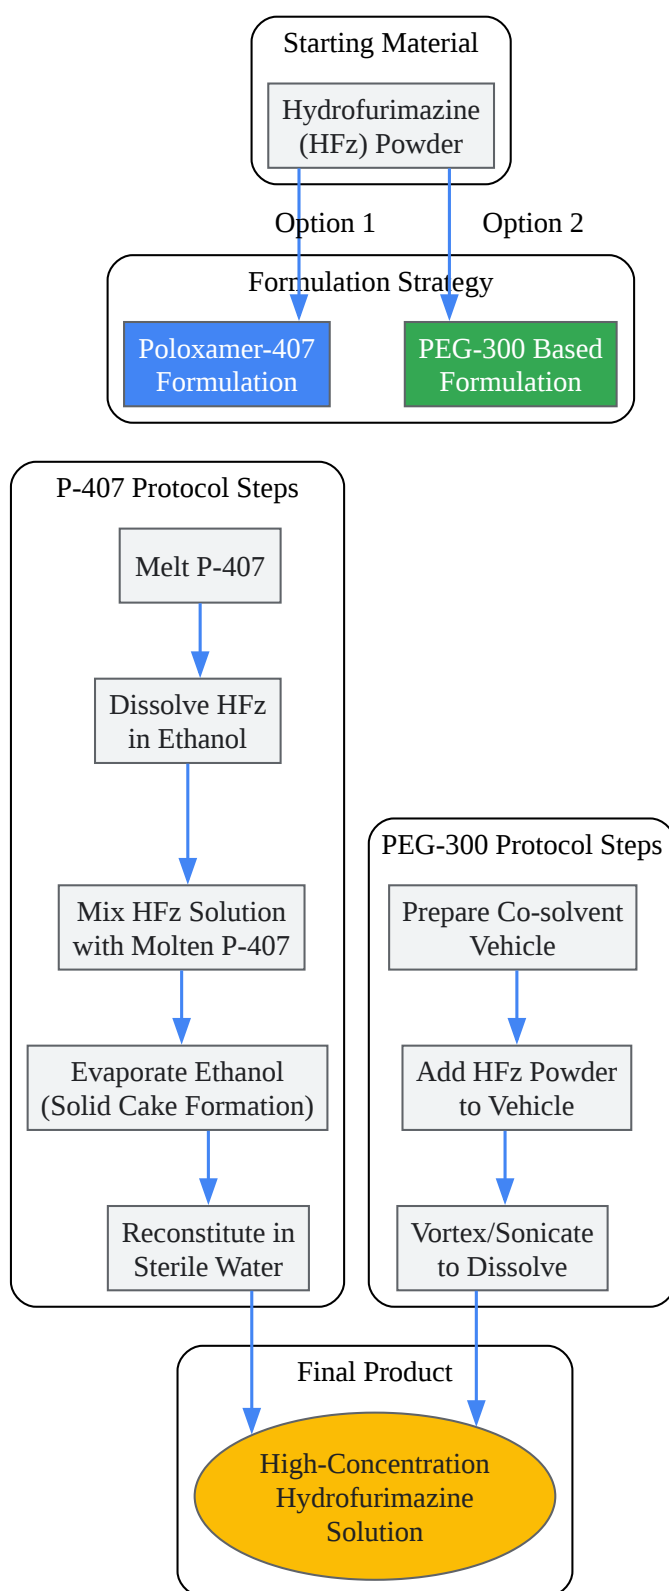 Starting Material
Hydrofurimazine
(HFz) Powder
Option 1
Option 2
Formulation Strategy
Poloxamer-407
Formulation
PEG-300 Based
Formulation
P-407 Protocol Steps
Melt P-407
Dissolve HFz
in Ethanol
Mix HFz Solution
with Molten P-407
Evaporate Ethanol
(Solid Cake Formation)
Reconstitute in
Sterile Water
PEG-300 Protocol Steps
Prepare Co-solvent
Vehicle
Add HFz Powder
to Vehicle
Vortex/Sonicate
to Dissolve
Final Product
High-Concentration
Hydrofurimazine
Solution